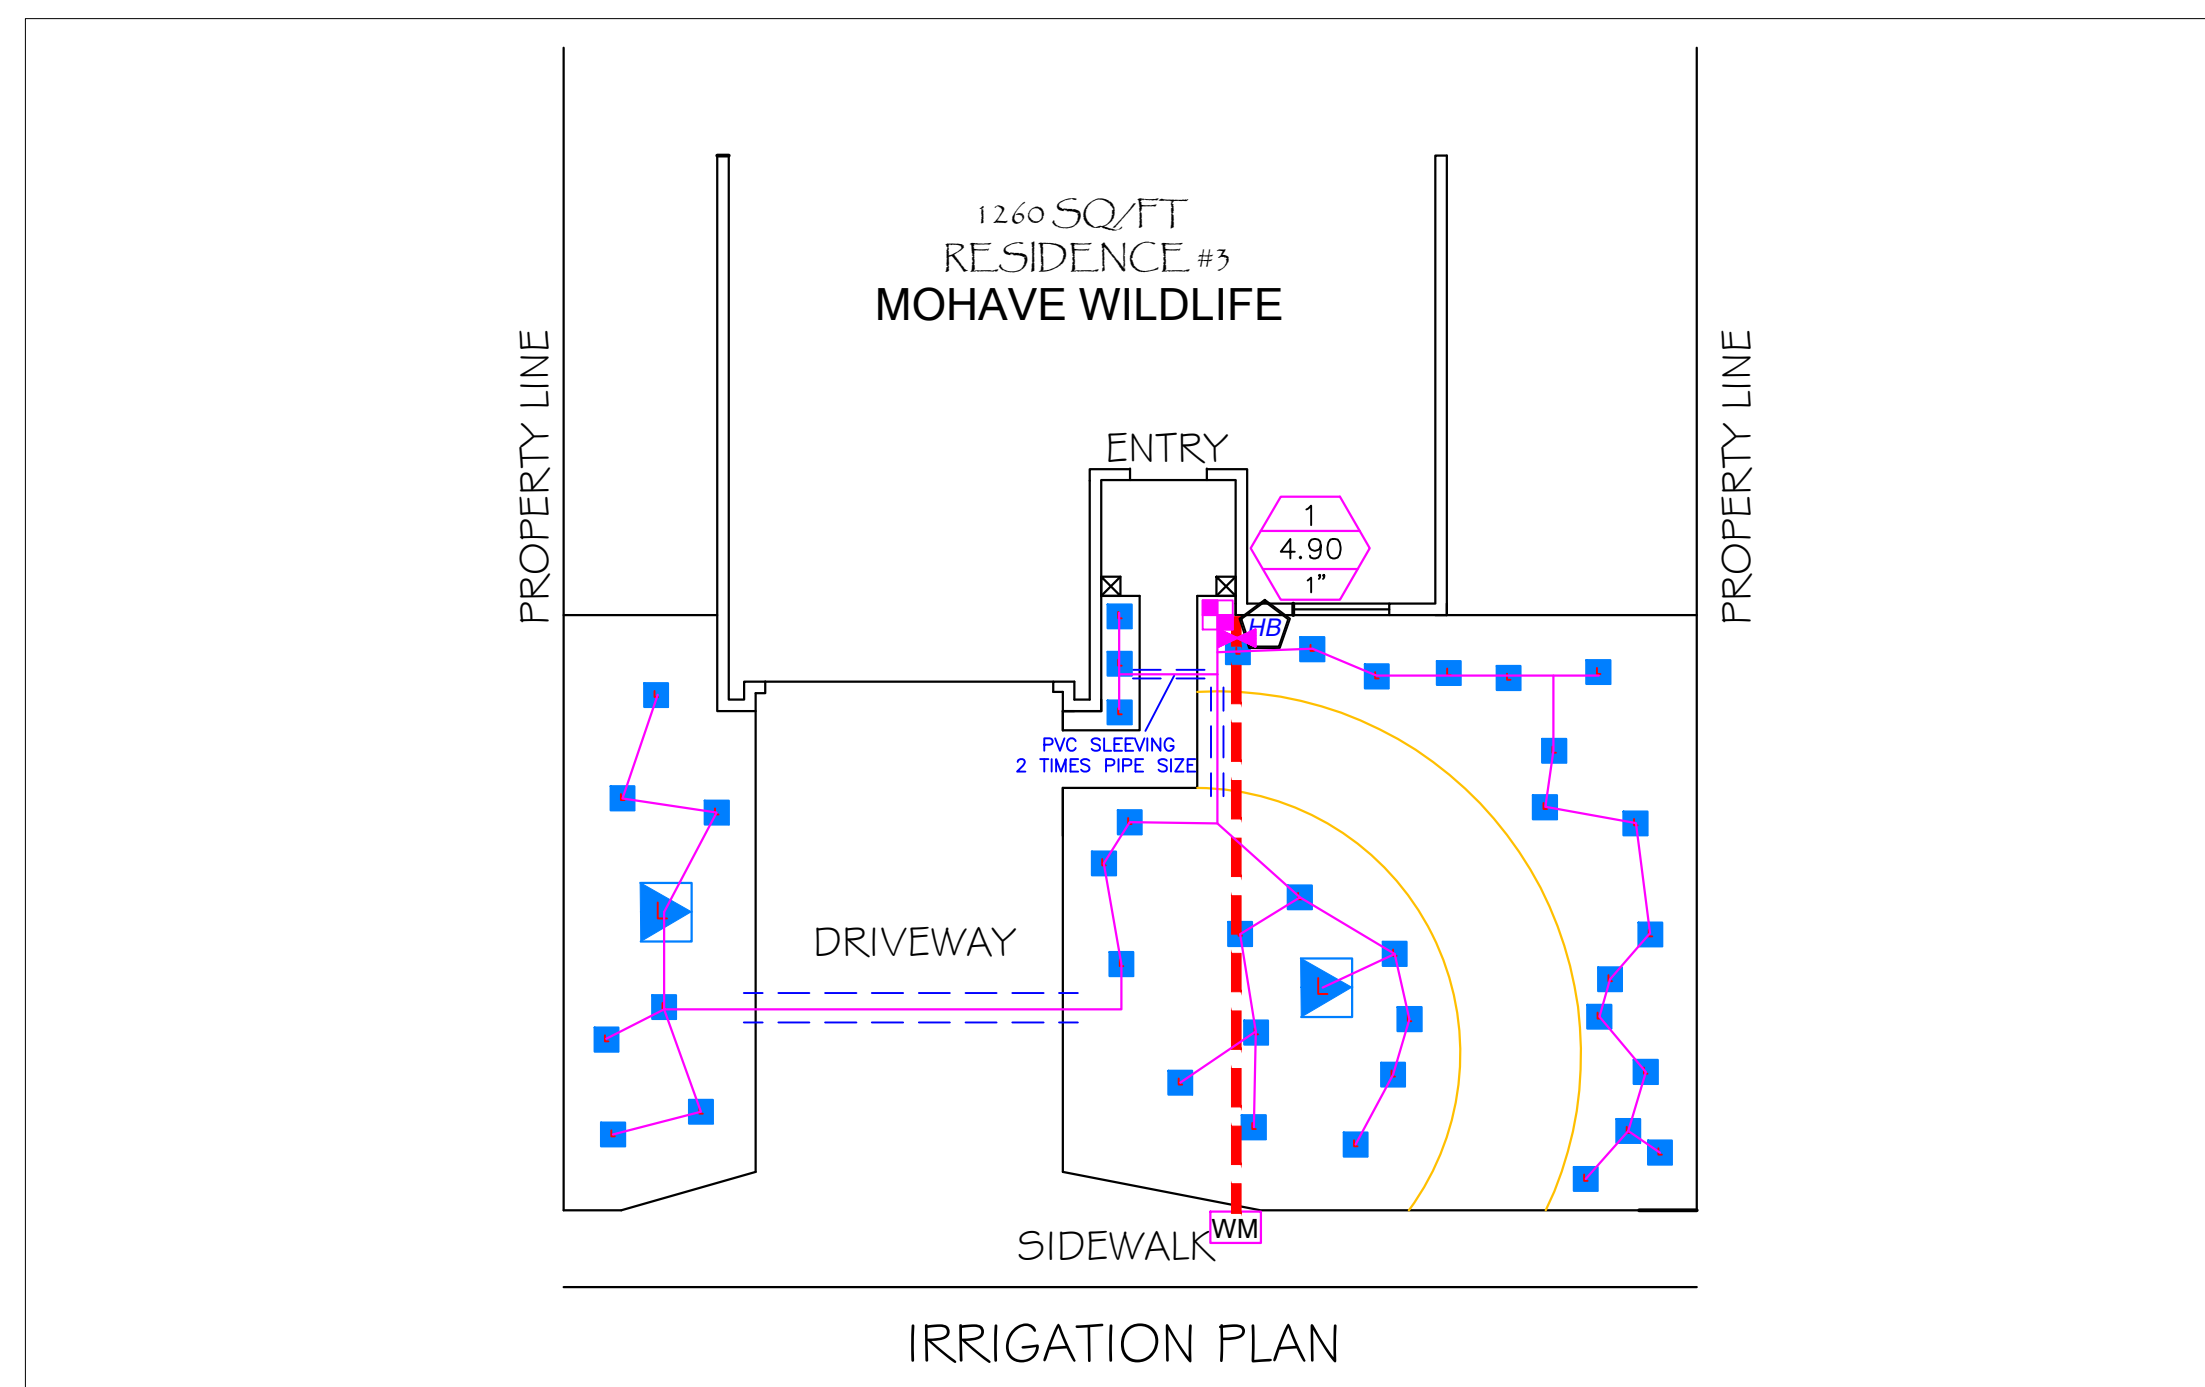 1260 SQ/FT
RESIDENCE #3
MOHAVE WILDLIFE
PROPERTY LINE
PROPERTY LINE
ENTRY
1
4.90
1"
HB
PVC SLEEVING
2 TIMES PIPE SIZE
L
DRIVEWAY
L
WM
SIDEWALK
IRRIGATION PLAN